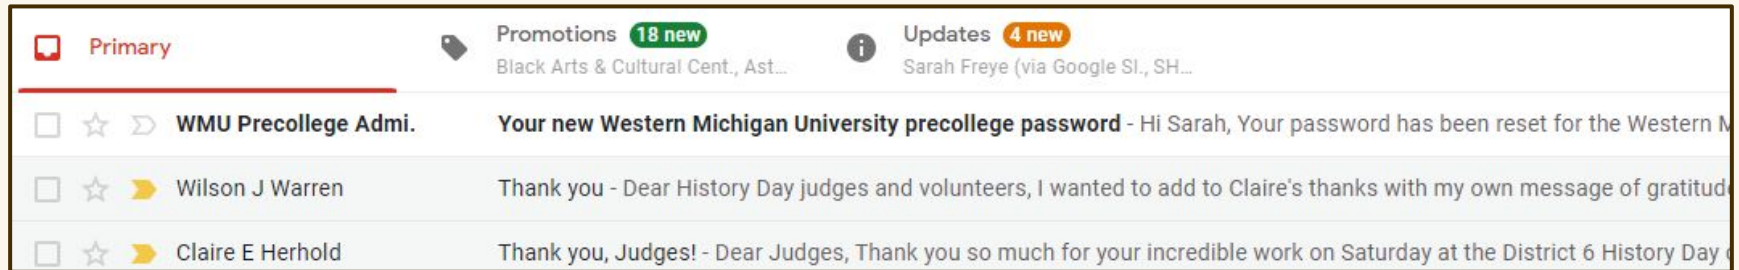 Primary
Promotions 18 new
Black Arts & Cultural Cent., Ast...
Updates 4 new
Sarah Freye (via Google Sl., SH...
WMU Precollege Admi. Your new Western Michigan University precollege password - Hi Sarah, Your password has been reset for the Western
Wilson J Warren Thank you - Dear History Day judges and volunteers, I wanted to add to Claire's thanks with my own message of gratitud
Claire E Herhold Thank you, Judges! - Dear Judges, Thank you so much for your incredible work on Saturday at the District 6 History Day